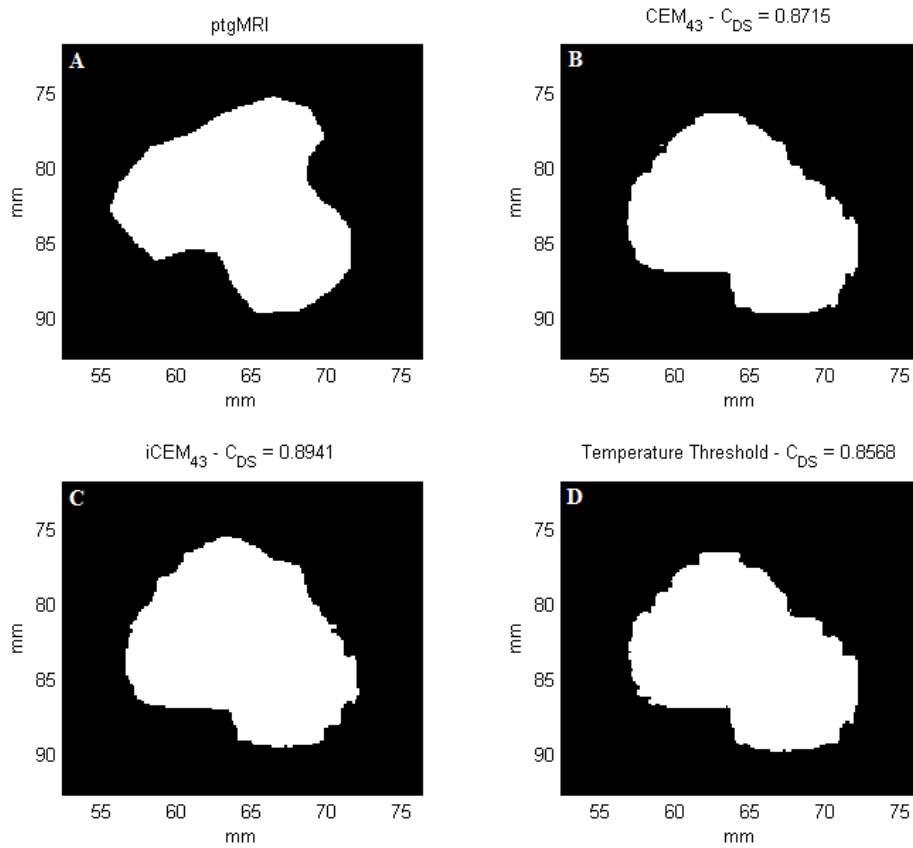 ptgMRI
A
75
80
85
90
mm
55 60 65 70 75
mm
CEM43 - CDS = 0.8715
B
75
80
85
90
mm
55 60 65 70 75
mm
iCEM43 - CDS = 0.8941
C
75
80
85
90
mm
55 60 65 70 75
mm
Temperature Threshold - CDS = 0.8568
D
75
80
85
90
mm
55 60 65 70 75
mm